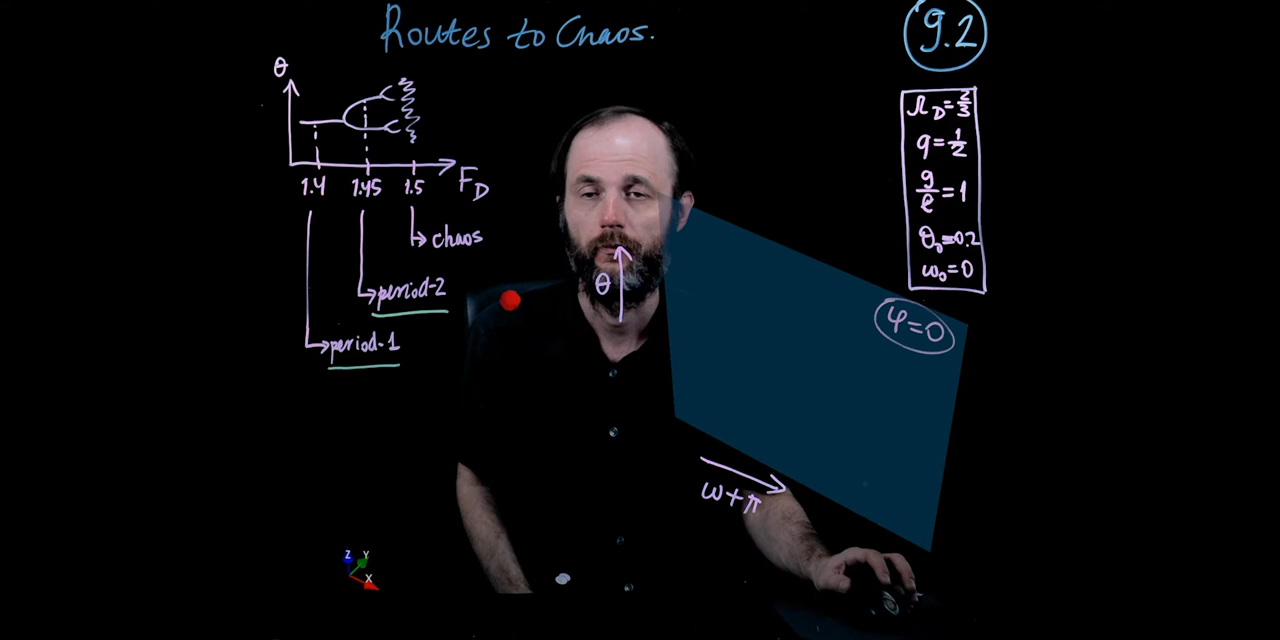 Routes to Chaos.
9.2
θ
1.4 1.45 1.5 F_D
chaos
period-2
period-1
Ω_D=2/3
q=1/2
g/ℓ=1
θ₀=0.2
ω₀=0
φ=0
θ
ω+π
Z Y X